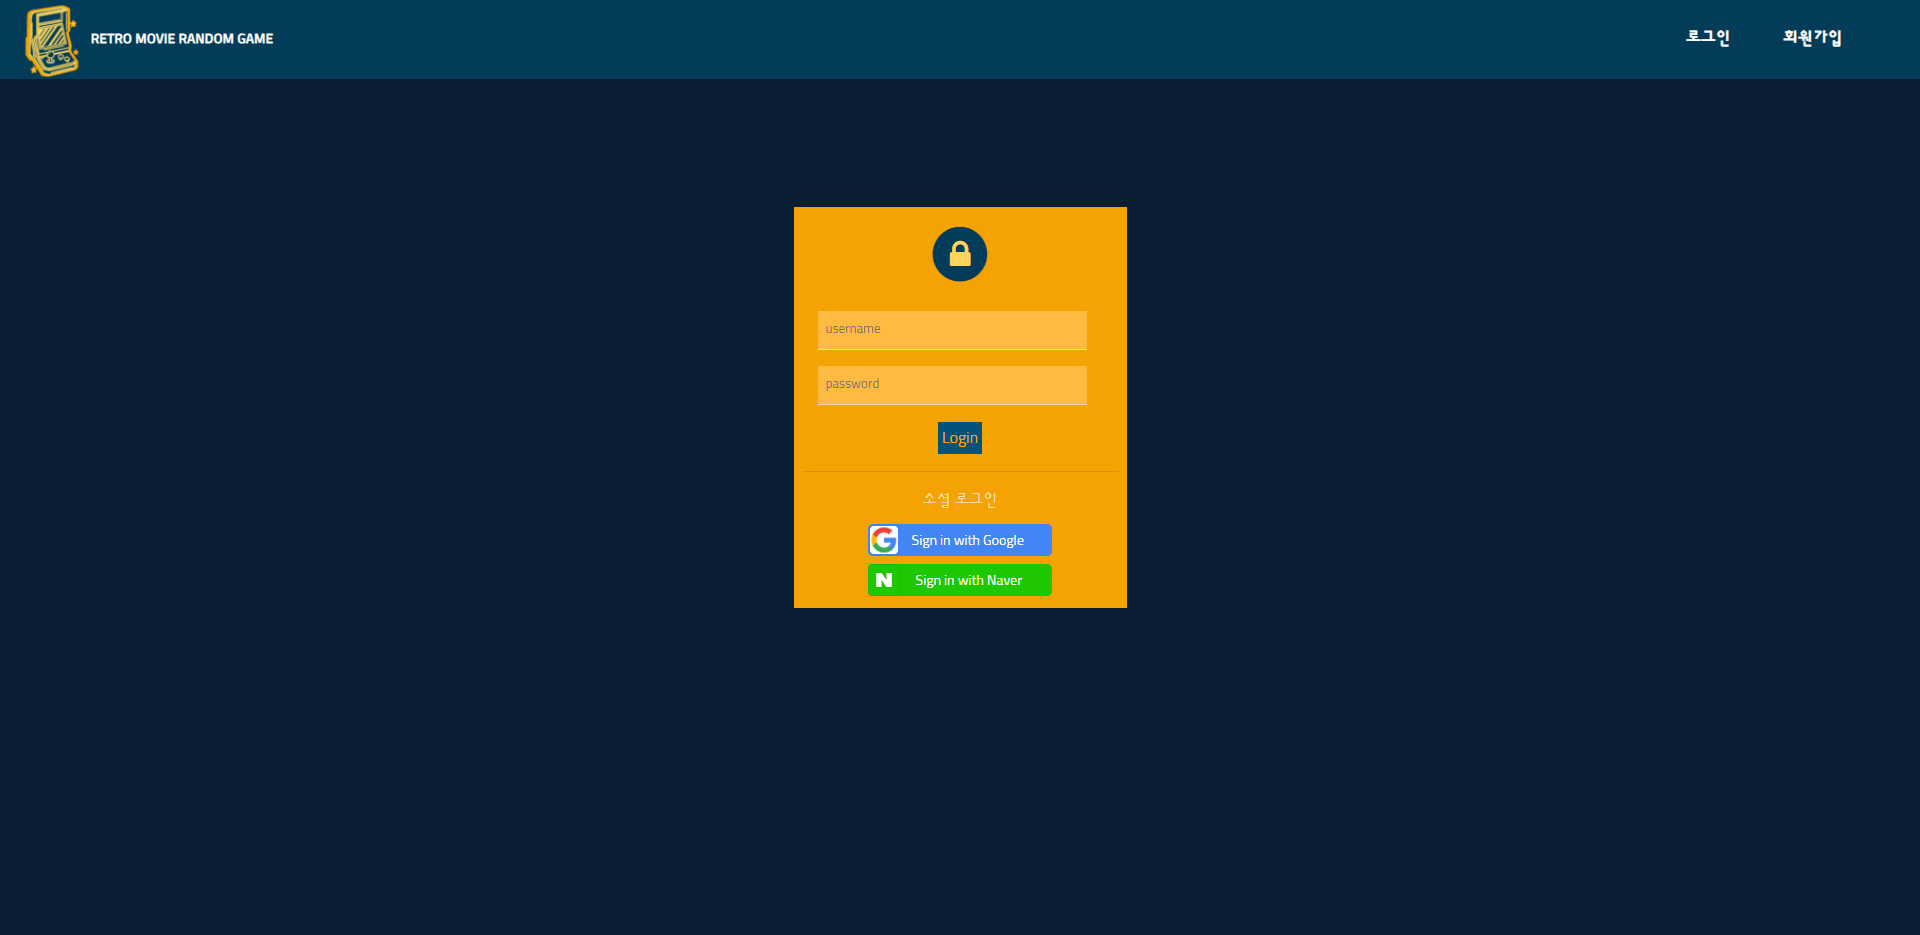 RETRO MOVIE RANDOM GAME
로그인
회원가입
username
password
Login
소셜 로그인
Sign in with Google
Sign in with Naver